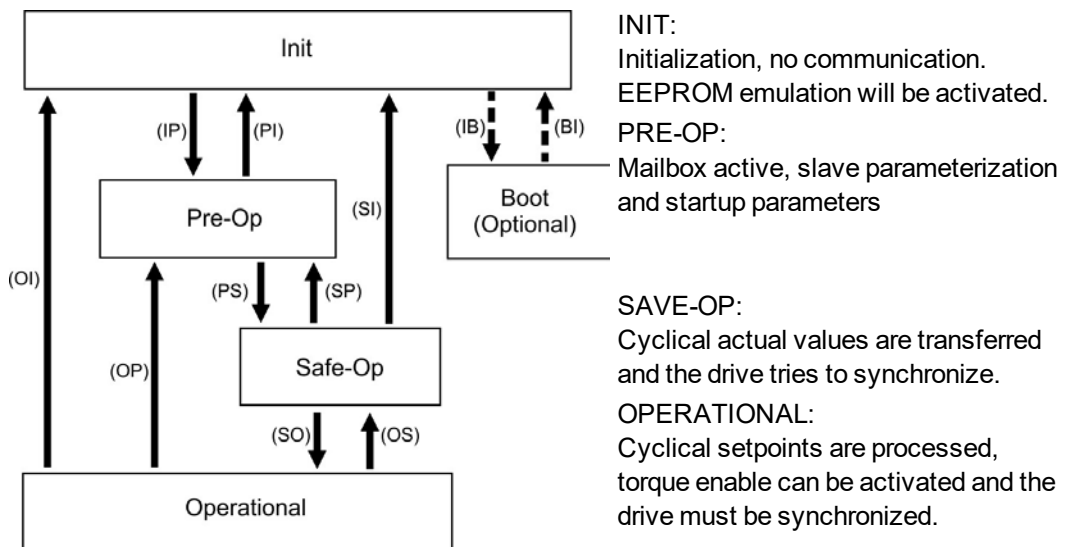 Init
(IP)
(PI)
(IB)
(BI)
Pre-Op
(SI)
Boot
(Optional)
(OI)
(PS)
(SP)
(OP)
Safe-Op
(SO)
(OS)
Operational
INIT:
Initialization, no communication.
EEPROM emulation will be activated.
PRE-OP:
Mailbox active, slave parameterization
and startup parameters
SAVE-OP:
Cyclical actual values are transferred
and the drive tries to synchronize.
OPERATIONAL:
Cyclical setpoints are processed,
torque enable can be activated and the
drive must be synchronized.